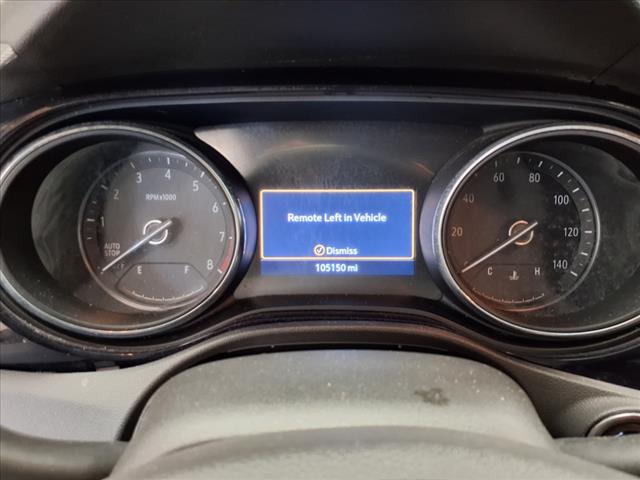 1 2 3 4 5 6 7 8
RPMx1000
AUTO
STOP
OFF
E F
Remote Left in Vehicle
Dismiss
105150 mi
20 40 60 80 100 120 140
C H